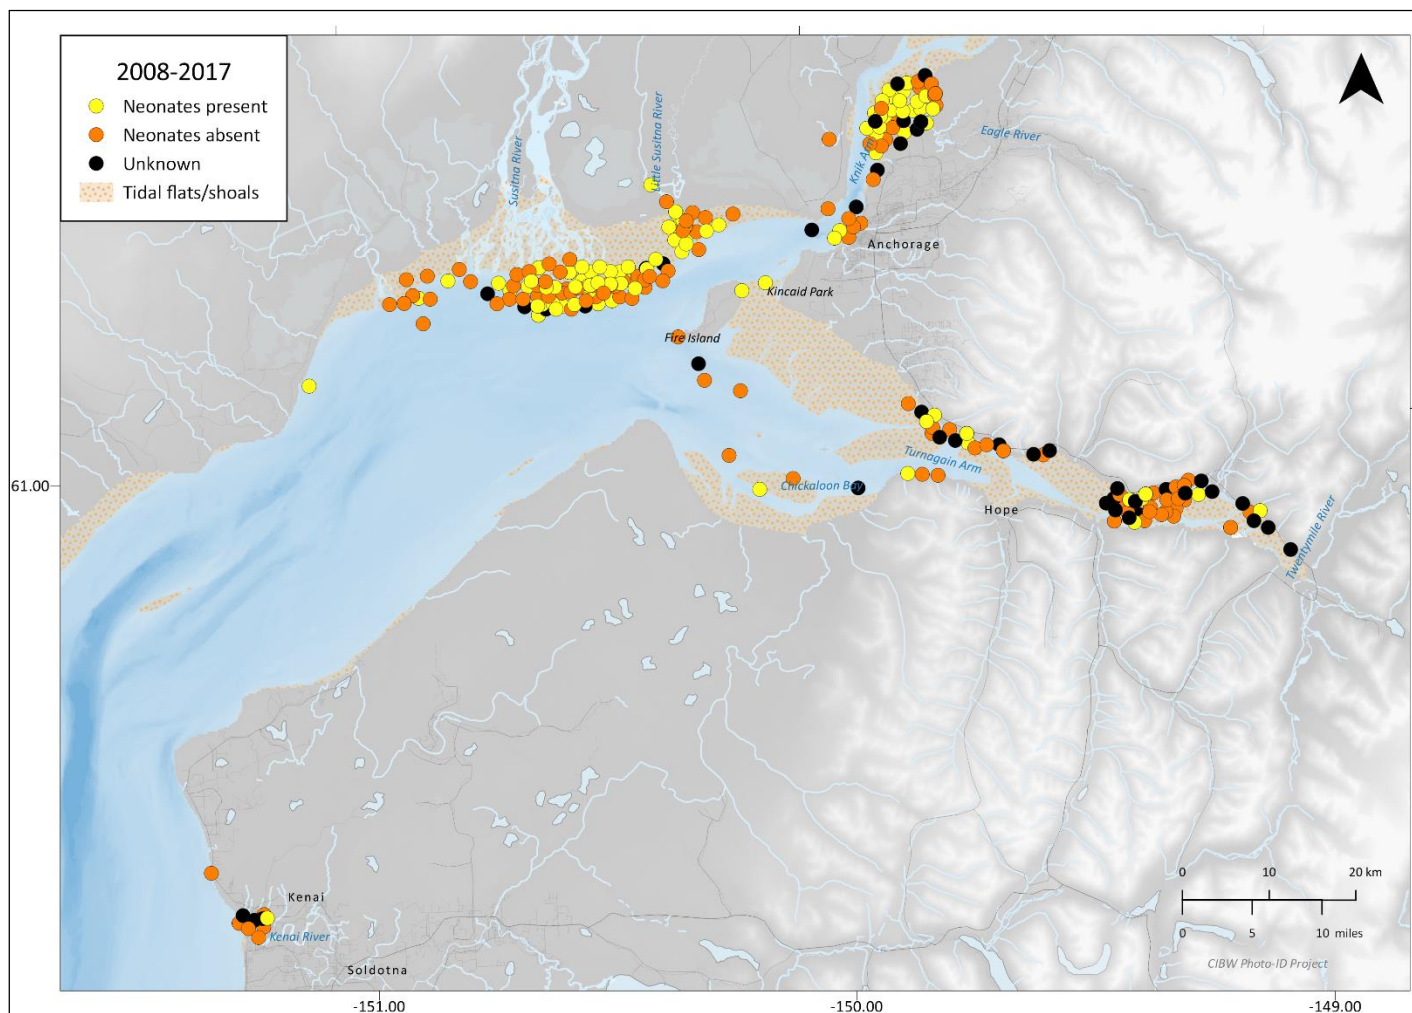 2008-2017
Neonates present
Neonates absent
Unknown
Tidal flats/shoals
Susitna River
Little Susitna River
Knik Arm
Eagle River
Anchorage
Kincaid Park
Fire Island
Turnagain Arm
Chickaloon Bay
Hope
Twentymile River
61.00
Kenai
Kenai River
Soldotna
0 10 20 km
0 5 10 miles
CIBW Photo-ID Project
-151.00 -150.00 -149.00